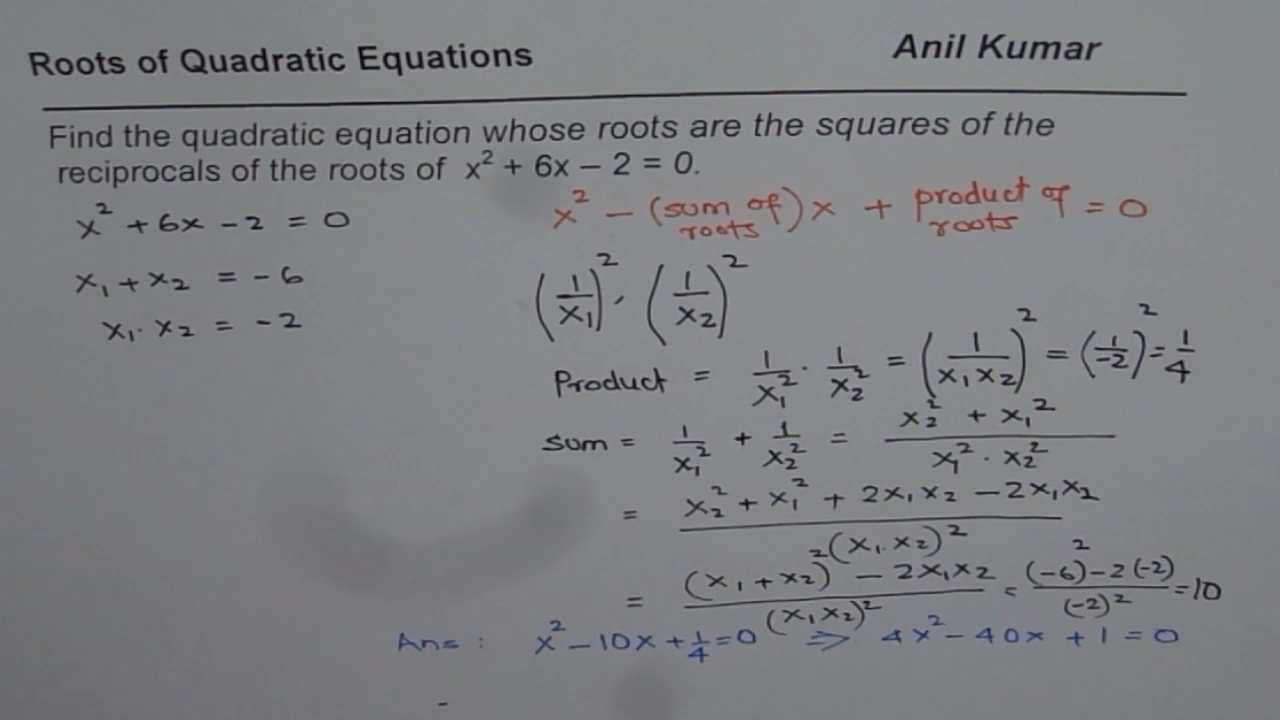 Roots of Quadratic Equations
Anil Kumar
Find the quadratic equation whose roots are the squares of the
reciprocals of the roots of x² + 6x – 2 = 0.
x² + 6x - 2 = 0
x₁ + x₂ = -6
x₁ · x₂ = -2
x² - (sum of roots) x + product of roots = 0
(1/x₁)² , (1/x₂)²
Product = 1/x₁² · 1/x₂² = (1/x₁x₂)² = (1/-2)² = 1/4
Sum = 1/x₁² + 1/x₂² = (x₂² + x₁²)/(x₁² · x₂²)
= (x₂² + x₁² + 2x₁x₂ - 2x₁x₂)/(x₁·x₂)²
= ((x₁ + x₂)² - 2x₁x₂)/(x₁x₂)² = ((-6)² - 2(-2))/(-2)² = 10
Ans : x² - 10x + 1/4 = 0 ⇒ 4x² - 40x + 1 = 0